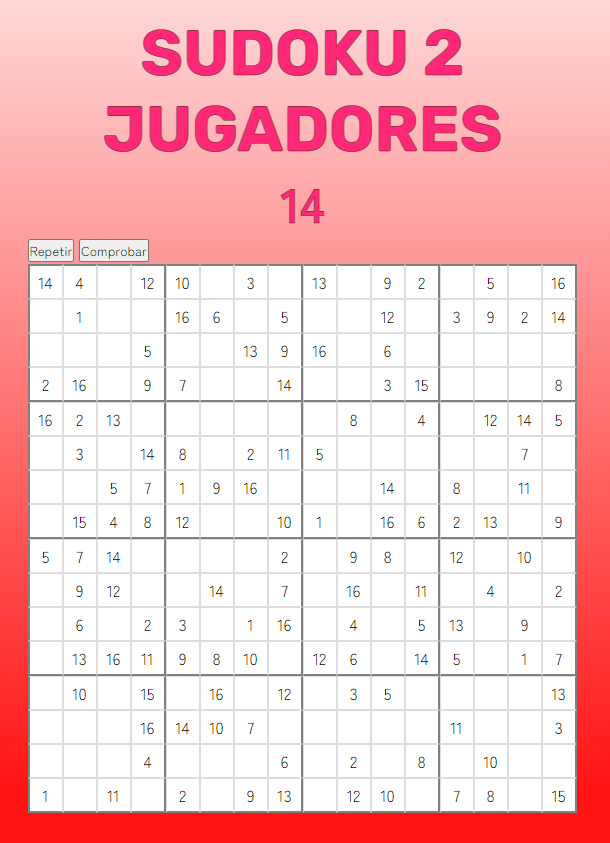 SUDOKU 2
JUGADORES
14
Repetir Comprobar
14 4 12 10 3 13 9 2 5 16
1 16 6 5 12 3 9 2 14
5 13 9 16 6
2 16 9 7 14 3 15 8
16 2 13 8 4 12 14 5
3 14 8 2 11 5 7
5 7 1 9 16 14 8 11
15 4 8 12 10 1 16 6 2 13 9
5 7 14 2 9 8 12 10
9 12 14 7 16 11 4 2
6 2 3 1 16 4 5 13 9
13 16 11 9 8 10 12 6 14 5 1 7
10 15 16 12 3 5 13
16 14 10 7 11 3
4 6 2 8 10
1 11 2 9 13 12 10 7 8 15